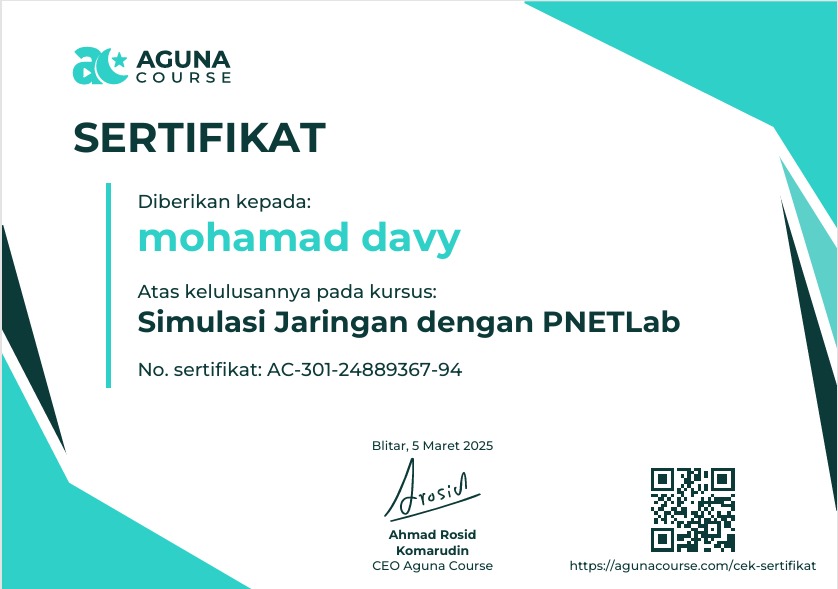 AGUNA
COURSE
SERTIFIKAT
Diberikan kepada:
mohamad davy
Atas kelulusannya pada kursus:
Simulasi Jaringan dengan PNETLab
No. sertifikat: AC-301-24889367-94
Blitar, 5 Maret 2025
Arosid
Ahmad Rosid
Komarudin
CEO Aguna Course
https://agunacourse.com/cek-sertifikat